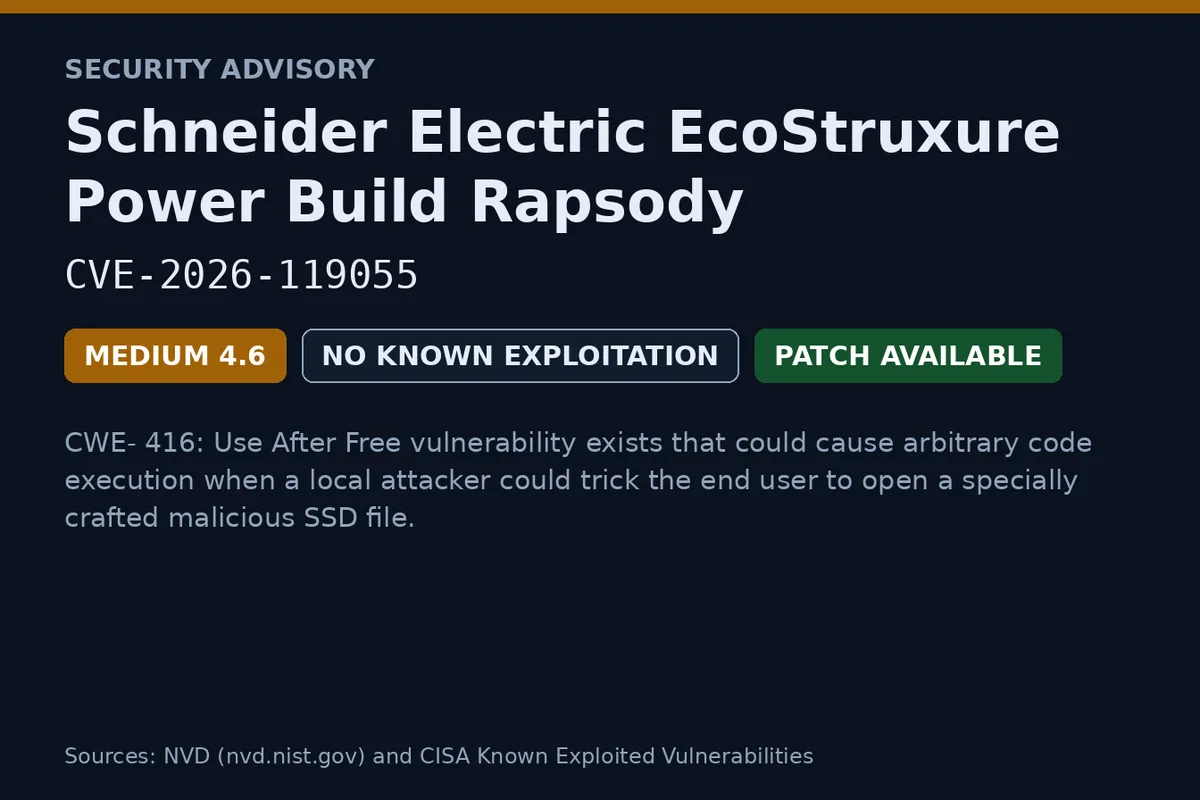 SECURITY ADVISORY
Schneider Electric EcoStruxure
Power Build Rapsody
CVE-2026-119055
MEDIUM 4.6
NO KNOWN EXPLOITATION
PATCH AVAILABLE
CWE- 416: Use After Free vulnerability exists that could cause arbitrary code
execution when a local attacker could trick the end user to open a specially
crafted malicious SSD file.
Sources: NVD (nvd.nist.gov) and CISA Known Exploited Vulnerabilities